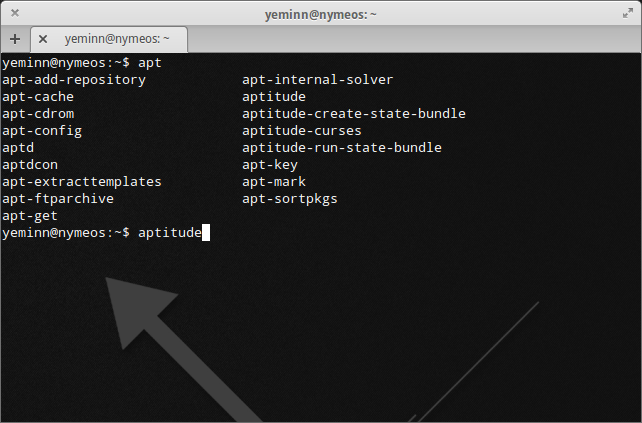 yeminn@nymeos: ~
yeminn@nymeos: ~
yeminn@nymeos:~$ apt
apt-add-repository apt-internal-solver
apt-cache aptitude
apt-cdrom aptitude-create-state-bundle
apt-config aptitude-curses
aptd aptitude-run-state-bundle
aptdcon apt-key
apt-extracttemplates apt-mark
apt-ftparchive apt-sortpkgs
apt-get
yeminn@nymeos:~$ aptitude